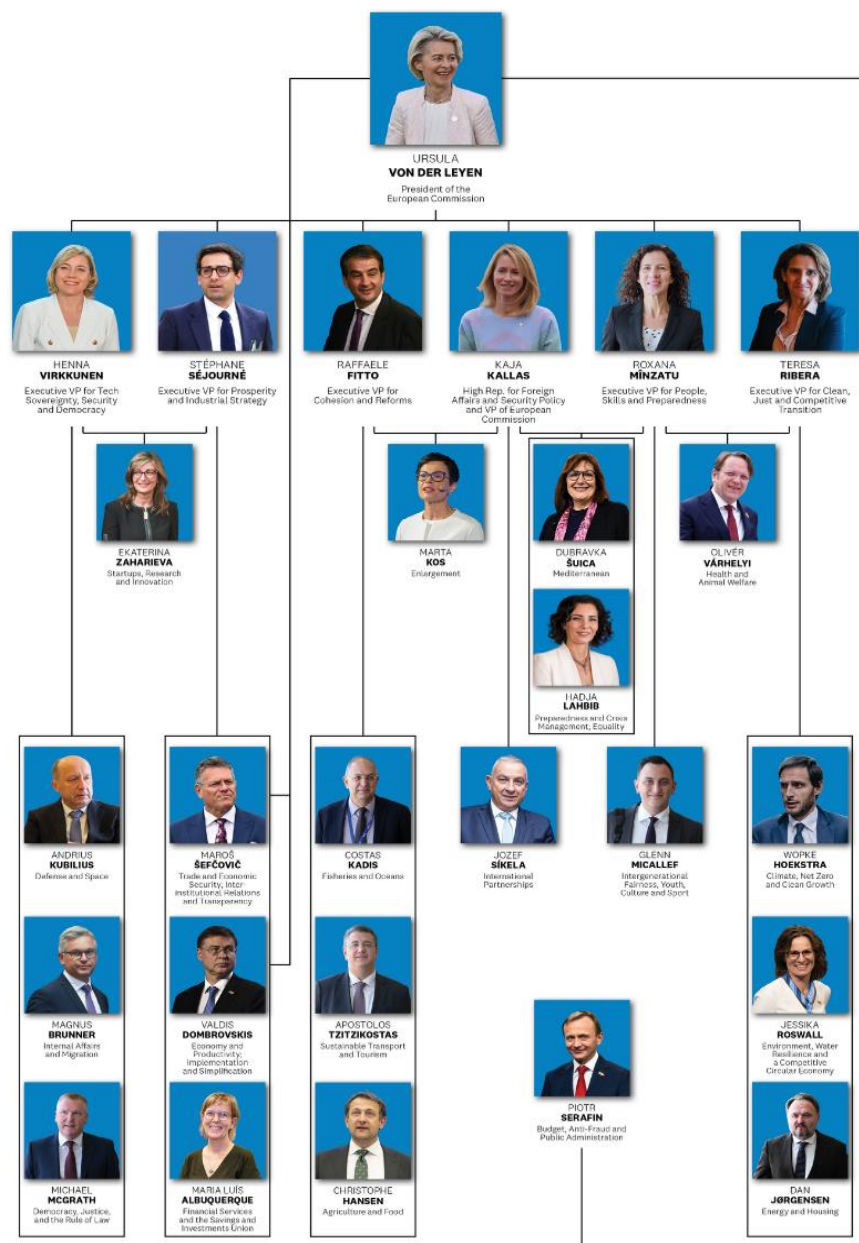 URSULA
VON DER LEYEN
President of the
European Commission
HENNA
VIRKKUNEN
Executive VP for Tech
Sovereignty, Security
and Democracy
STÉPHANE
SÉJOURNÉ
Executive VP for Prosperity
and Industrial Strategy
RAFFAELE
FITTO
Executive VP for
Cohesion and Reforms
KAJA
KALLAS
High Rep. for Foreign
Affairs and Security Policy
and VP of European
Commission
ROXANA
MÎNZATU
Executive VP for People,
Skills and Preparedness
TERESA
RIBERA
Executive VP for Clean,
Just and Competitive
Transition
EKATERINA
ZAHARIEVA
Startups, Research
and Innovation
MARTA
KOS
Enlargement
DUBRAVKA
ŠUICA
Mediterranean
OLIVÉR
VÁRHELYI
Health and
Animal Welfare
HADJA
LAHBIB
Preparedness and Crisis
Management, Equality
ANDRIUS
KUBILIUS
Defense and Space
MAROŠ
ŠEFČOVIČ
Trade and Economic
Security, Inter
institutional Relations
and Transparency
COSTAS
KADIS
Fisheries and Oceans
JOZEF
SÍKELA
International
Partnerships
GLENN
MICALLEF
Intergenerational
Fairness, Youth,
Culture and Sport
WOPKE
HOEKSTRA
Climate, Net Zero
and Clean Growth
MAGNUS
BRUNNER
Internal Affairs
and Migration
VALDIS
DOMBROVSKIS
Economy and
Productivity;
Implementation
and Simplification
APOSTOLOS
TZITZIKOSTAS
Sustainable Transport
and Tourism
PIOTR
SERAFIN
Budget, Anti-Fraud and
Public Administration
JESSIKA
ROSWALL
Environment, Water
Resilience and
a Competitive
Circular Economy
MICHAEL
MCGRATH
Democracy, Justice,
and the Rule of Law
MARIA LUÍS
ALBUQUERQUE
Financial Services
and the Savings and
Investments Union
CHRISTOPHE
HANSEN
Agriculture and Food
DAN
JØRGENSEN
Energy and Housing